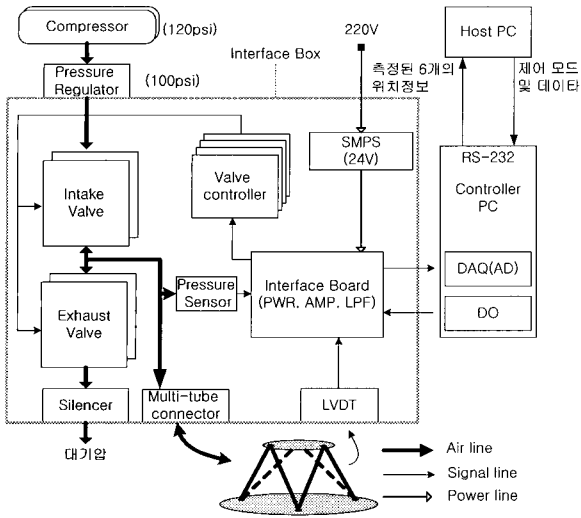 Compressor
(120psi)
220V
Host PC
Interface Box
Pressure
Regulator
(100psi)
측정된 6개의
위치정보
제어 모드
및 데이타
SMPS
(24V)
RS-232
Controller
PC
Valve
controller
Intake
Valve
DAQ(AD)
Pressure
Sensor
Interface Board
(PWR. AMP. LPF)
DO
Exhaust
Valve
Silencer
Multi-tube
connector
LVDT
대기압
Air line
Signal line
Power line